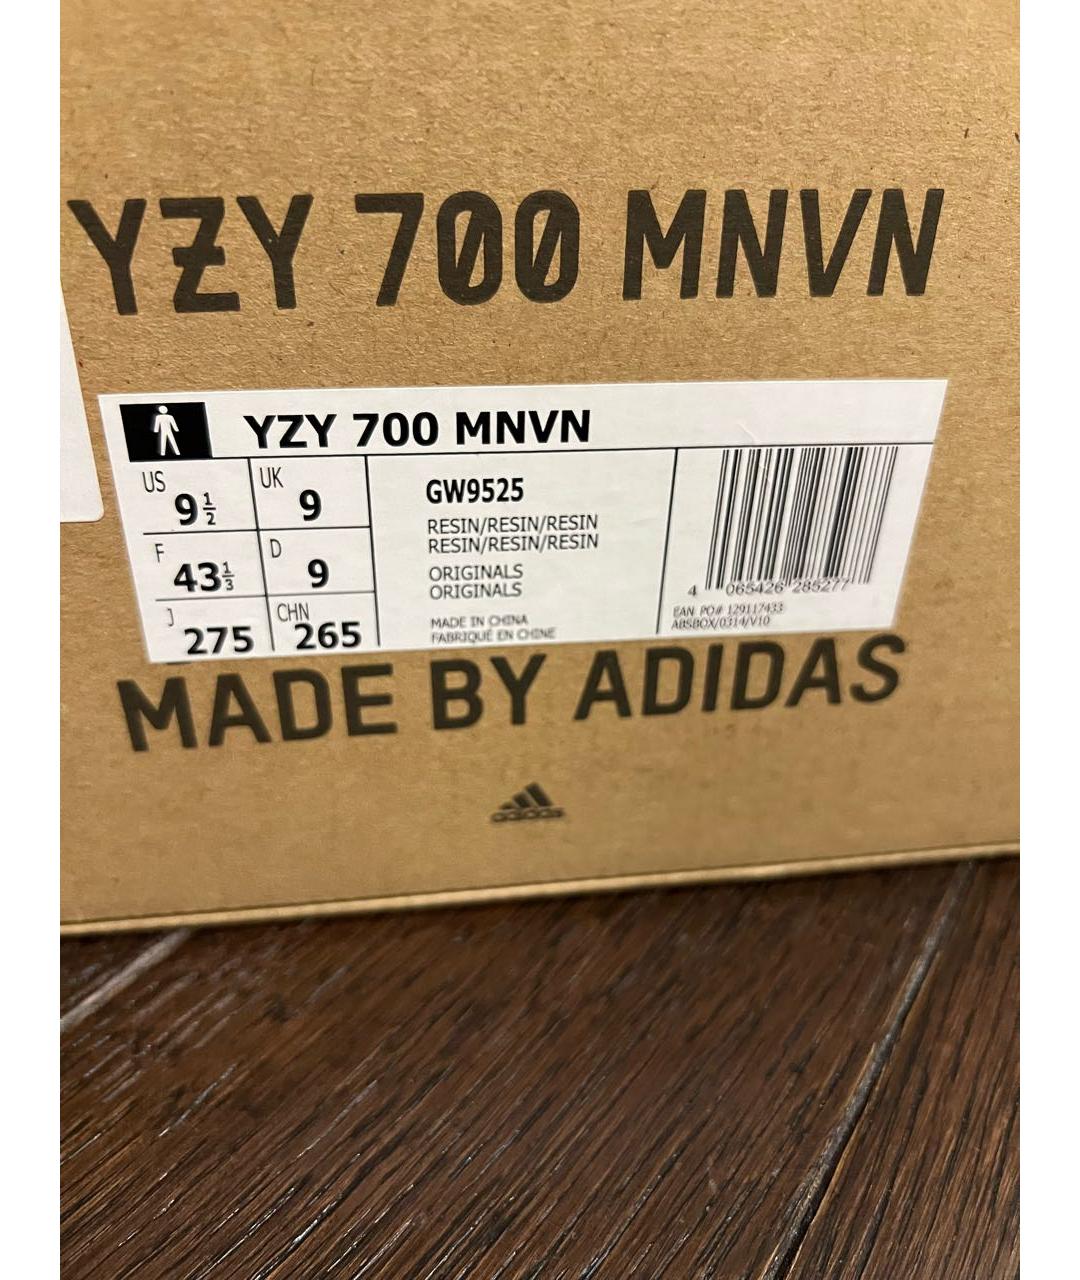 YZY 700 MNVN
YZY 700 MNVN
US 9 1/2 UK 9
F 43 1/3 D 9
J 275 CHN 265
GW9525
RESIN/RESIN/RESIN
RESIN/RESIN/RESIN
ORIGINALS
ORIGINALS
MADE IN CHINA
FABRIQUÉ EN CHINE
4 065426 285277
EAN PO# 129117433
ABSBOX/0314/V10
MADE BY ADIDAS
adidas